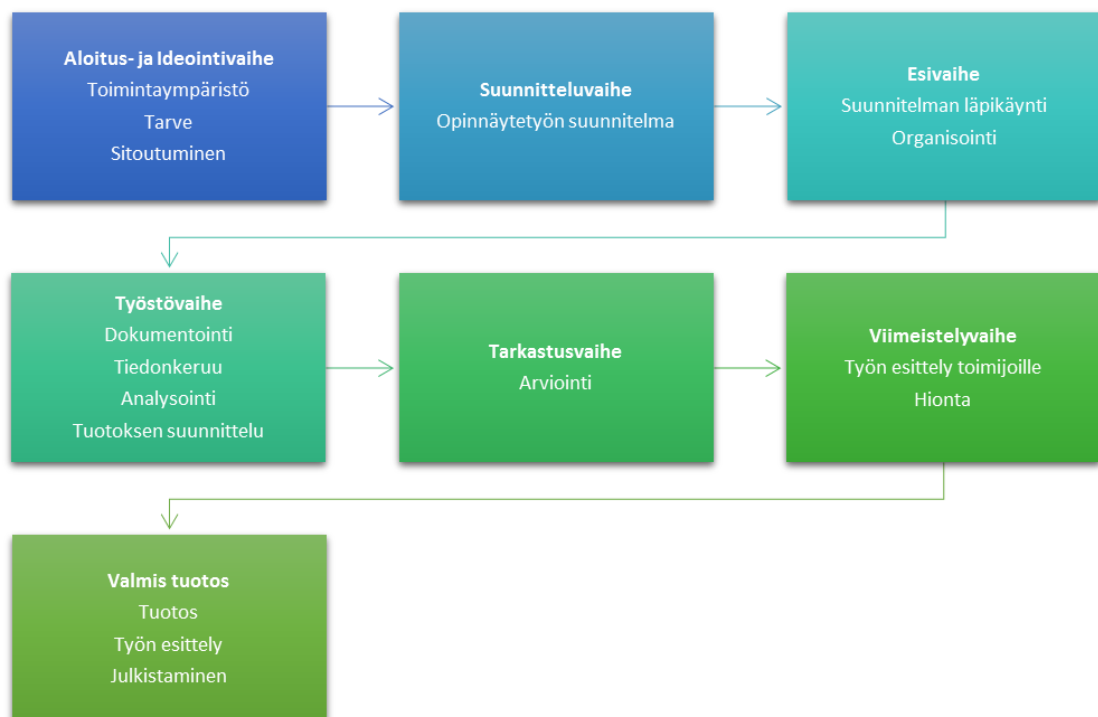 Aloitus- ja Ideointivaihe
Toimintaympäristö
Tarve
Sitoutuminen
Suunnitteluvaihe
Opinnäytetyön suunnitelma
Esivaihe
Suunnitelman läpikäynti
Organisointi
Työstövaihe
Dokumentointi
Tiedonkeruu
Analysointi
Tuotoksen suunnittelu
Tarkastusvaihe
Arviointi
Viimeistelyvaihe
Työn esittely toimijoille
Hionta
Valmis tuotos
Tuotos
Työn esittely
Julkistaminen